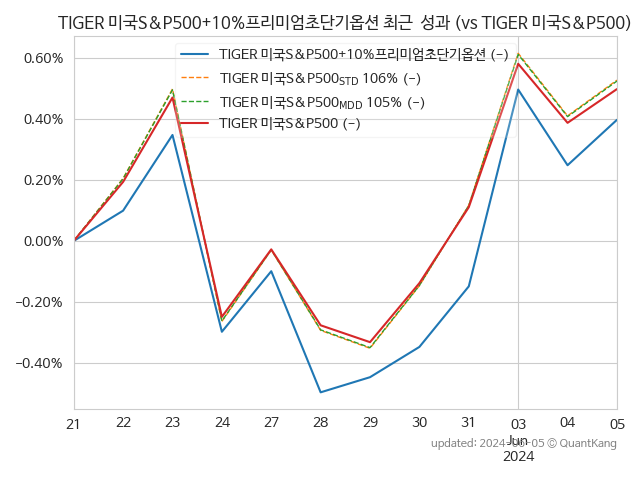 TIGER 미국S&P500+10%프리미엄초단기옵션 최근 성과 (vs TIGER 미국S&P500)
TIGER 미국S&P500+10%프리미엄초단기옵션 (-)
TIGER 미국S&P500STD 106% (-)
TIGER 미국S&P500MDD 105% (-)
TIGER 미국S&P500 (-)
0.60%
0.40%
0.20%
0.00%
-0.20%
-0.40%
21 22 23 24 27 28 29 30 31 03 04 05
Jun
2024
updated: 2024-06-05 © QuantKang